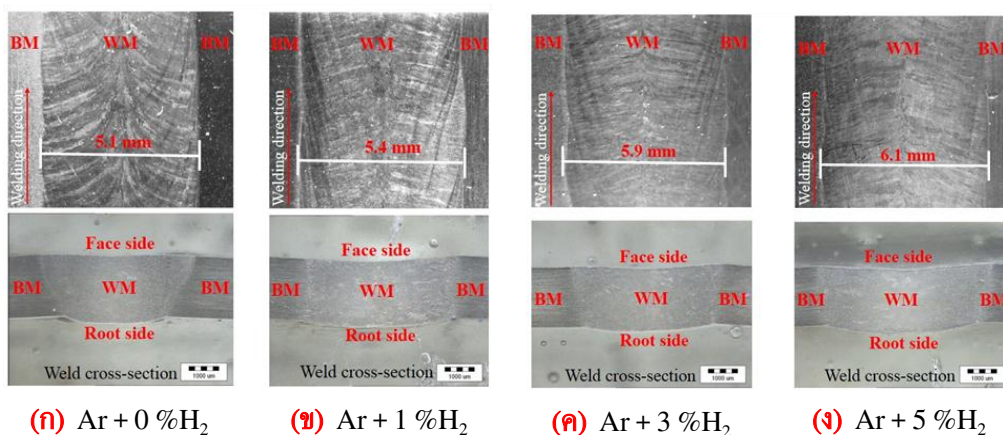 BM WM BM
Welding direction
5.1 mm
Face side
BM WM BM
Root side
Weld cross-section 1000 um
(ก) Ar + 0 %H₂
BM WM BM
Welding direction
5.4 mm
Face side
BM WM BM
Root side
Weld cross-section 1000 um
(ข) Ar + 1 %H₂
BM WM BM
Welding direction
5.9 mm
Face side
BM WM BM
Root side
Weld cross-section 1000 um
(ค) Ar + 3 %H₂
BM WM BM
Welding direction
6.1 mm
Face side
BM WM BM
Root side
Weld cross-section 1000 um
(ง) Ar + 5 %H₂